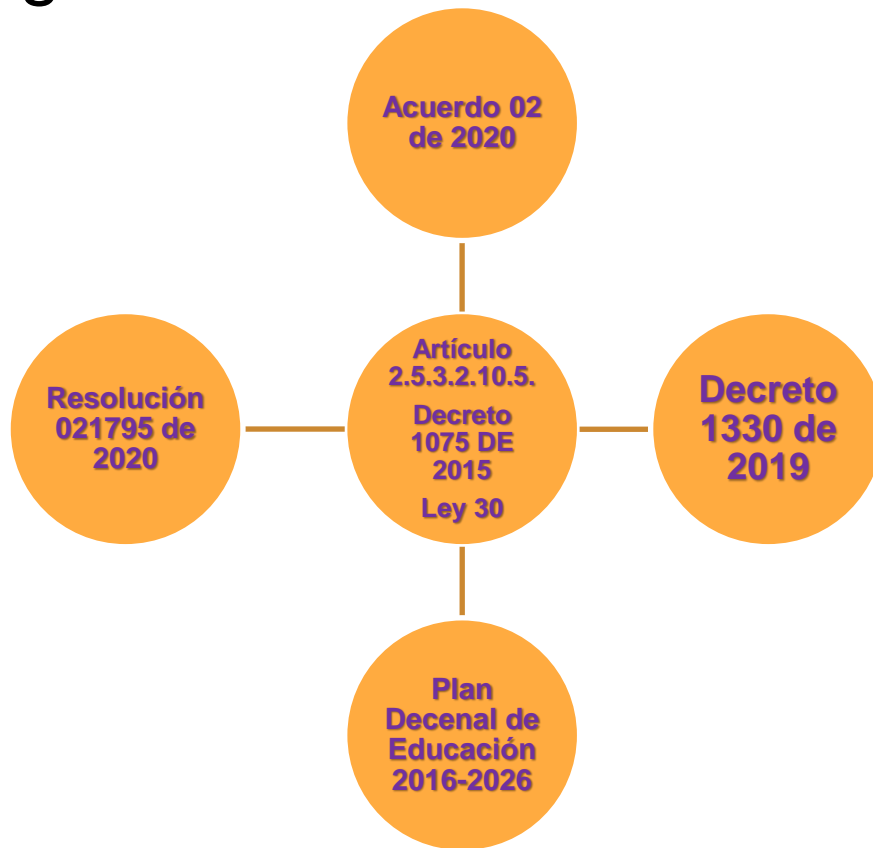 g
Acuerdo 02
de 2020
Resolución
021795 de
2020
Artículo
2.5.3.2.10.5.
Decreto
1075 DE
2015
Ley 30
Decreto
1330 de
2019
Plan
Decenal de
Educación
2016-2026